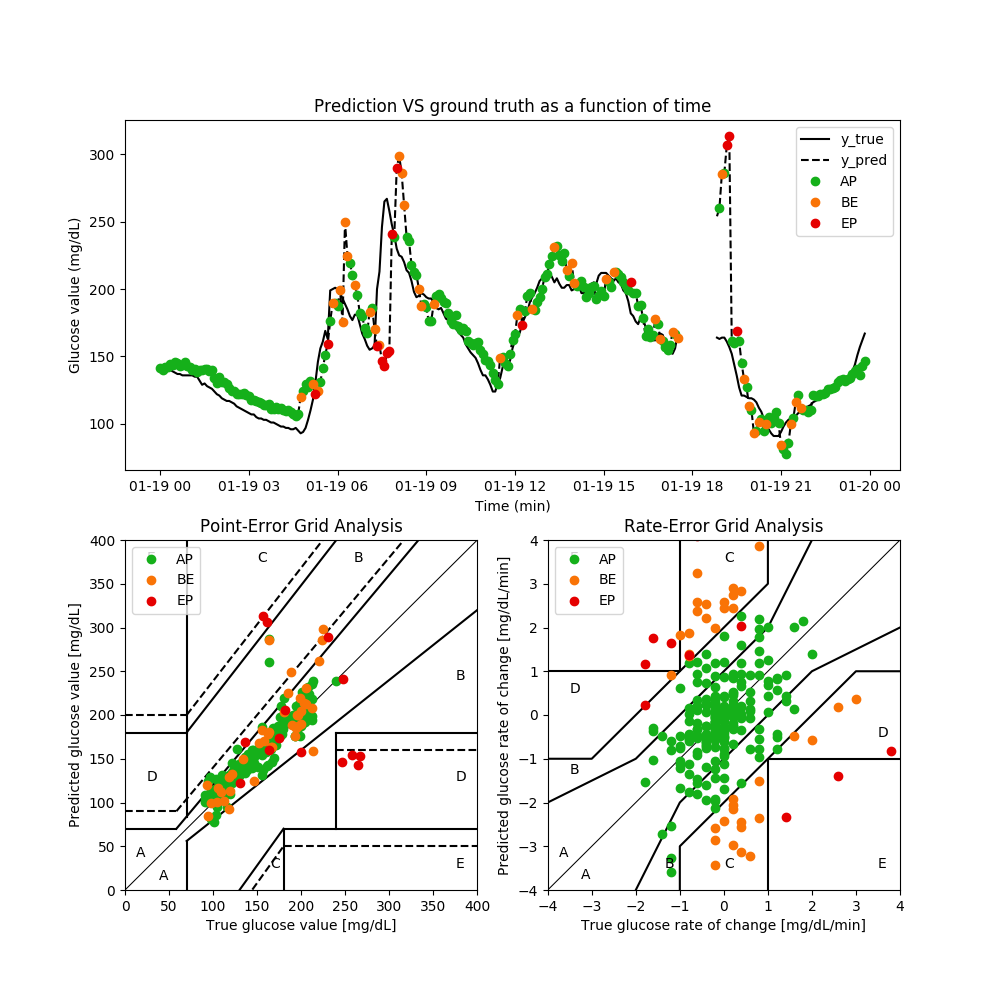 Prediction VS ground truth as a function of time
Glucose value (mg/dL)
300
250
200
150
100
y_true
y_pred
AP
BE
EP
01-19 00 01-19 03 01-19 06 01-19 09 01-19 12 01-19 15 01-19 18 01-19 21 01-20 00
Time (min)
Point-Error Grid Analysis
Predicted glucose value [mg/dL]
400
350
300
250
200
150
100
50
0
AP
BE
EP
C
B
B
D
D
A
A
C
E
0 50 100 150 200 250 300 350 400
True glucose value [mg/dL]
Rate-Error Grid Analysis
Predicted glucose rate of change [mg/dL/min]
4
3
2
1
0
−1
−2
−3
−4
AP
BE
EP
C
D
D
B
A
A
B
C
E
−4 −3 −2 −1 0 1 2 3 4
True glucose rate of change [mg/dL/min]